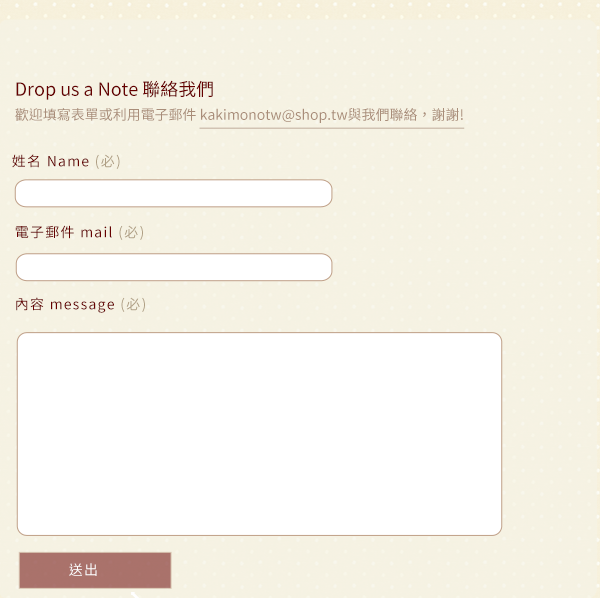 Drop us a Note 聯絡我們
歡迎填寫表單或利用電子郵件 kakimonotw@shop.tw與我們聯絡，謝謝!
姓名 Name (必)
電子郵件 mail (必)
內容 message (必)
送出